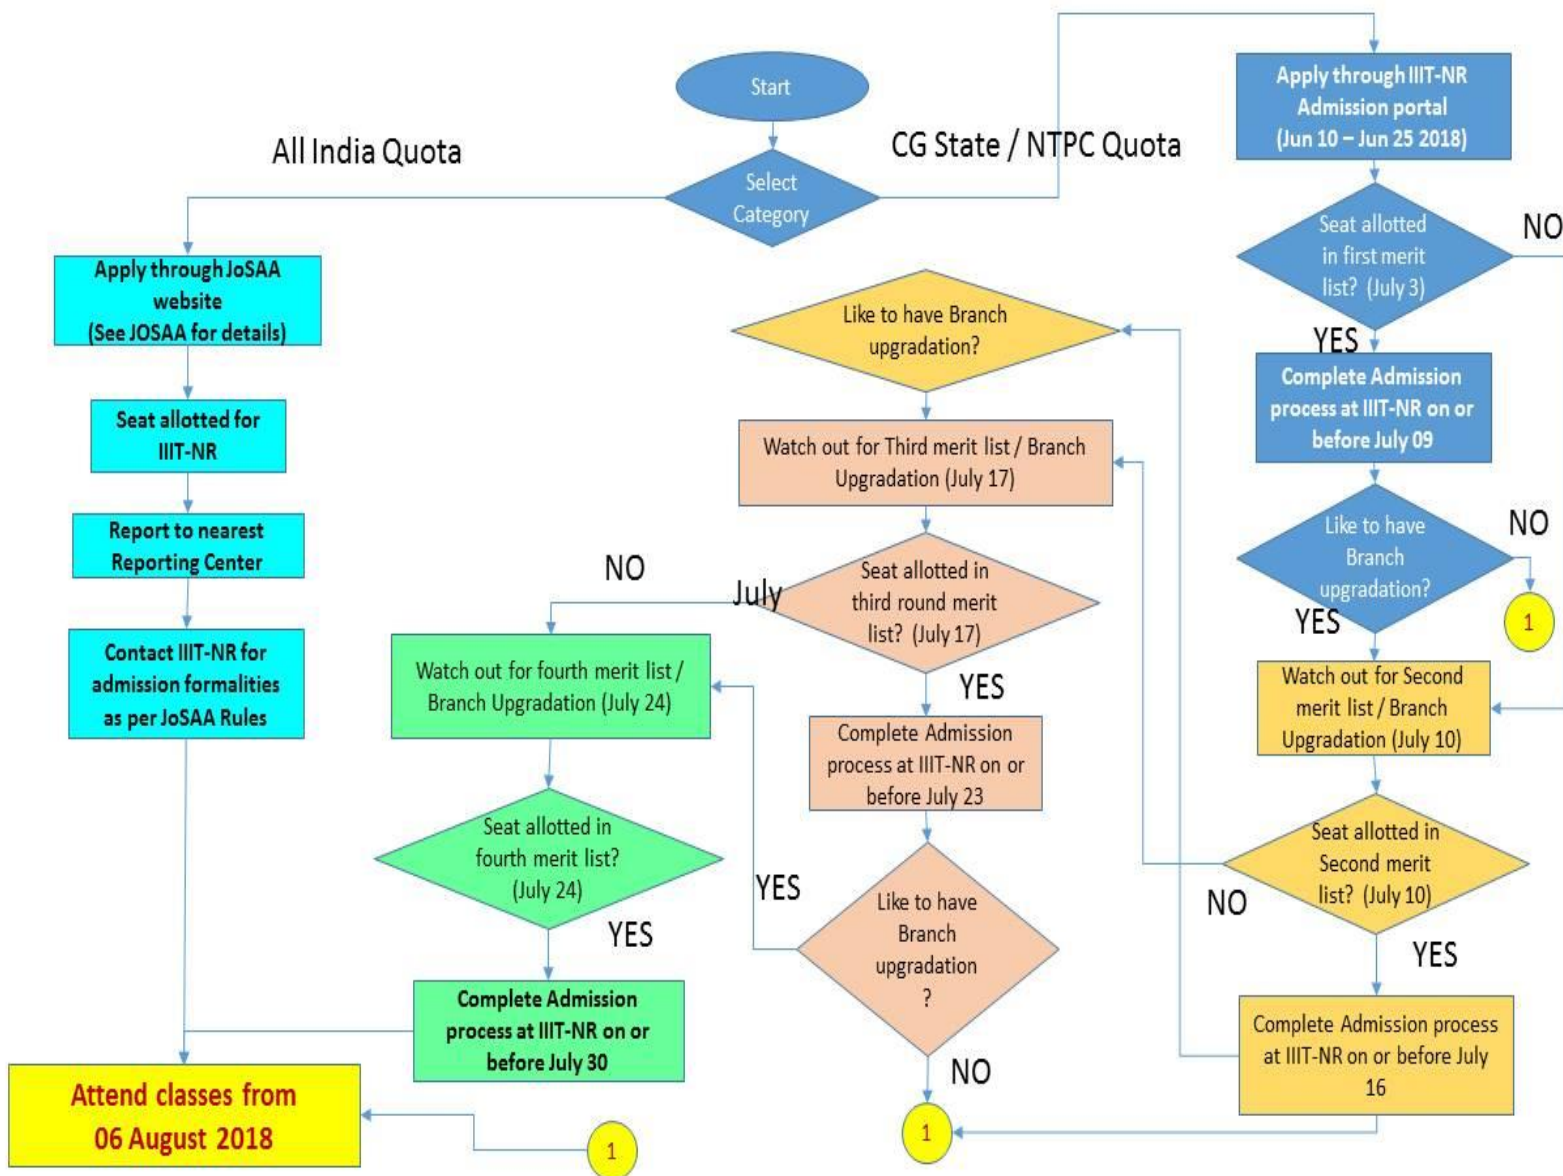 Start
All India Quota
CG State / NTPC Quota
Select
Category
Apply through JoSAA
website
(See JOSAA for details)
Seat allotted for
IIIT-NR
Report to nearest
Reporting Center
Contact IIIT-NR for
admission formalities
as per JoSAA Rules
Attend classes from
06 August 2018
Apply through IIIT-NR
Admission portal
(Jun 10 – Jun 25 2018)
Seat allotted
in first merit
list? (July 3)
NO
YES
Complete Admission
process at IIIT-NR on or
before July 09
Like to have
Branch
upgradation?
NO
1
YES
Watch out for Second
merit list / Branch
Upgradation (July 10)
Seat allotted in
Second merit
list? (July 10)
NO
YES
Complete Admission process
at IIIT-NR on or before July
16
Like to have Branch
upgradation?
Watch out for Third merit list / Branch
Upgradation (July 17)
Seat allotted in
third round merit
list? (July 17)
NO
July
YES
Complete Admission
process at IIIT-NR on or
before July 23
Like to have
Branch
upgradation
?
YES
NO
1
Watch out for fourth merit list /
Branch Upgradation (July 24)
Seat allotted in
fourth merit list?
(July 24)
YES
Complete Admission
process at IIIT-NR on or
before July 30
1